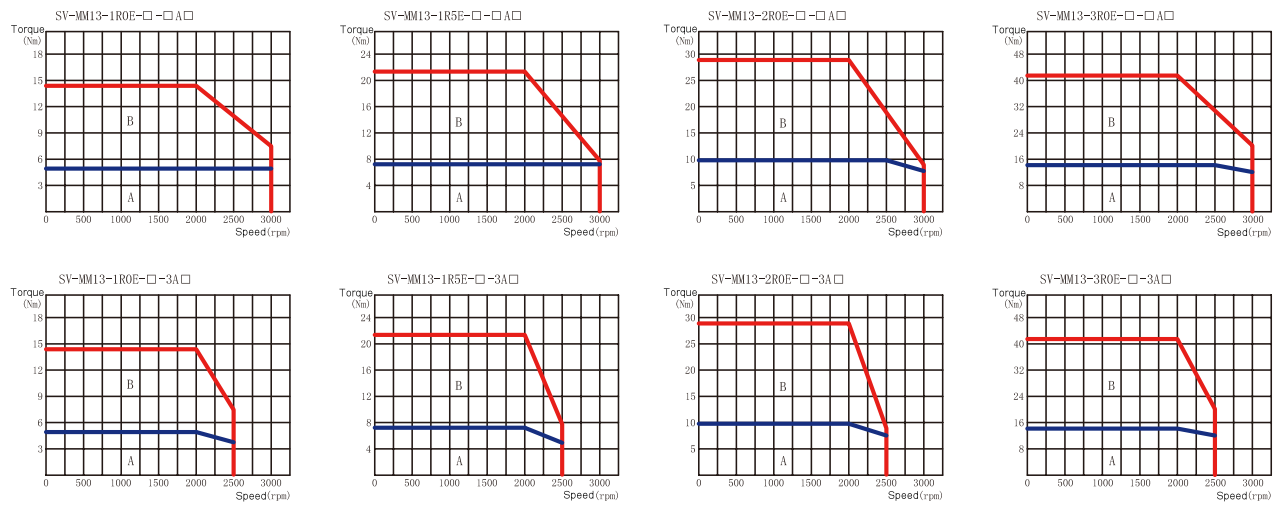 SV-MM13-1R0E-□-□A□
Torque
(Nm)
18
15
12
9
6
3
B
A
0 500 1000 1500 2000 2500 3000
Speed(rpm)
SV-MM13-1R5E-□-□A□
Torque
(Nm)
24
20
16
12
8
4
B
A
0 500 1000 1500 2000 2500 3000
Speed(rpm)
SV-MM13-2R0E-□-□A□
Torque
(Nm)
30
25
20
15
10
5
B
A
0 500 1000 1500 2000 2500 3000
Speed(rpm)
SV-MM13-3R0E-□-□A□
Torque
(Nm)
48
40
32
24
16
8
B
A
0 500 1000 1500 2000 2500 3000
Speed(rpm)
SV-MM13-1R0E-□-3A□
Torque
(Nm)
18
15
12
9
6
3
B
A
0 500 1000 1500 2000 2500 3000
Speed(rpm)
SV-MM13-1R5E-□-3A□
Torque
(Nm)
24
20
16
12
8
4
B
A
0 500 1000 1500 2000 2500 3000
Speed(rpm)
SV-MM13-2R0E-□-3A□
Torque
(Nm)
30
25
20
15
10
5
B
A
0 500 1000 1500 2000 2500 3000
Speed(rpm)
SV-MM13-3R0E-□-3A□
Torque
(Nm)
48
40
32
24
16
8
B
A
0 500 1000 1500 2000 2500 3000
Speed(rpm)